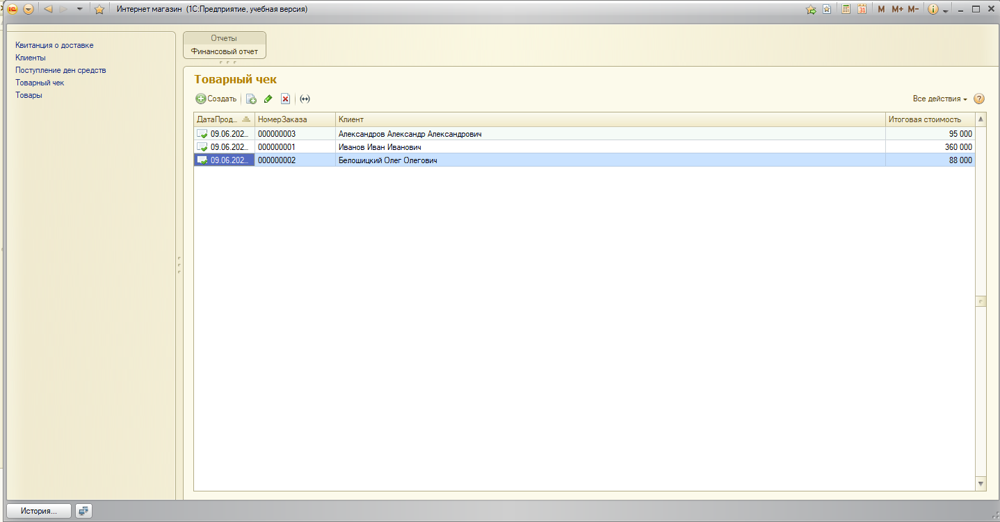 Интернет магазин (1С:Предприятие, учебная версия)
31 M M+ M-
Квитанция о доставке
Клиенты
Поступление ден средств
Товарный чек
Товары
Отчеты
Финансовый отчет
Товарный чек
Создать
Все действия
?
ДатаПрод... НомерЗаказа Клиент Итоговая стоимость
09.06.202... 000000003 Александров Александр Александрович 95 000
09.06.202... 000000001 Иванов Иван Иванович 360 000
09.06.202... 000000002 Белошицкий Олег Олегович 88 000
История...